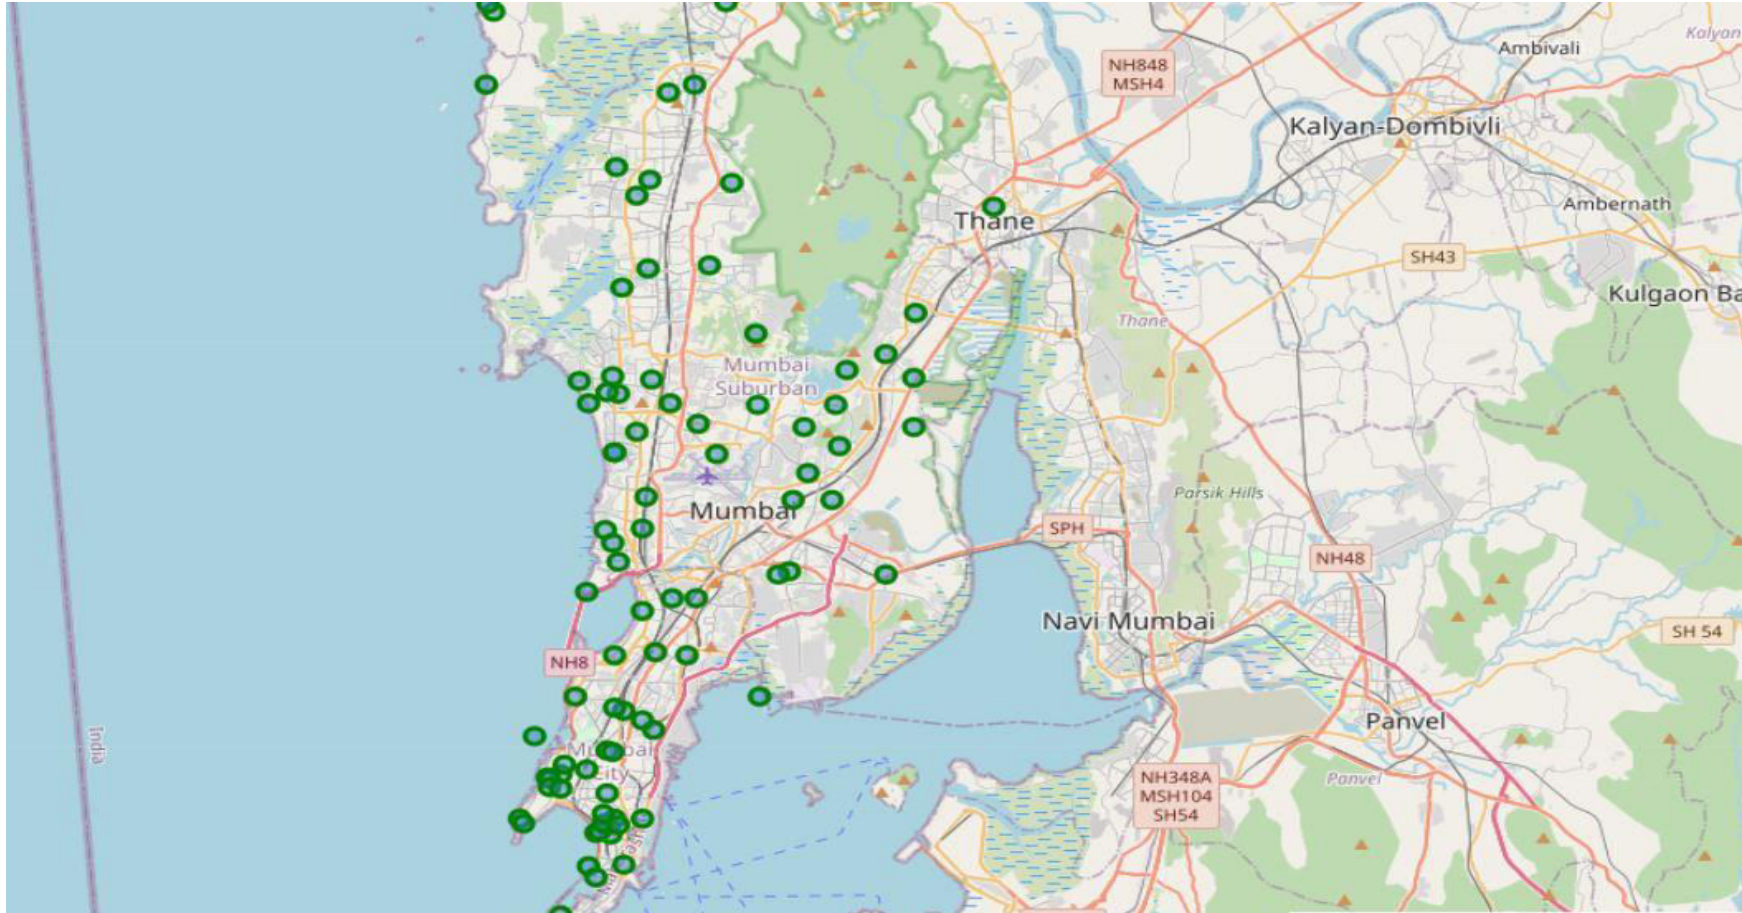 Ambivali
Kalyan
NH848
MSH4
Kalyan-Dombivli
Ambernath
Thane
SH43
Kulgaon Ba
Thane
Mumbai
Suburban
Parsik Hills
Mumbai
SPH
NH48
Navi Mumbai
SH 54
NH8
Panvel
India
City
Panvel
NH348A
MSH104
SH54